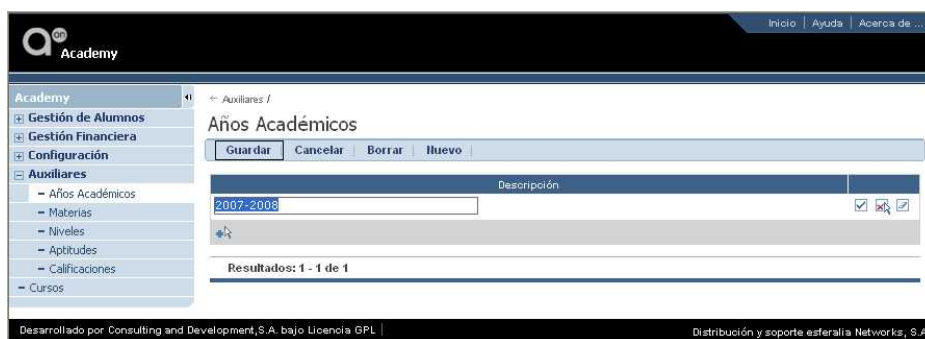 Inicio | Ayuda | Acerca de ...
on
Academy
Academy
← Auxiliares /
Gestión de Alumnos
Gestión Financiera
Configuración
Auxiliares
– Años Académicos
– Materias
– Niveles
– Aptitudes
– Calificaciones
– Cursos
Años Académicos
Guardar | Cancelar | Borrar | Nuevo |
Descripción
2007-2008
Resultados: 1 - 1 de 1
Desarrollado por Consulting and Development,S.A. bajo Licencia GPL |
Distribución y soporte esferalia Networks, S.A